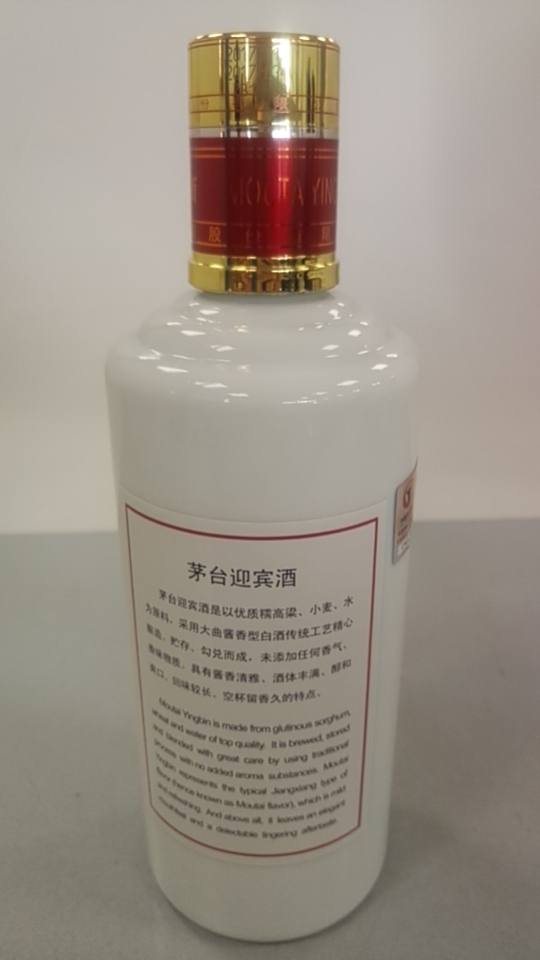 2017
2017
股
MOUTAI YING
股
茅台迎宾酒
茅台迎宾酒是以优质糯高粱、小麦、水
为原料，采用大曲酱香型白酒传统工艺精心
酿造、贮存、勾兑而成，未添加任何香气、
香味物质，具有酱香清雅、酒体丰满、醇和
爽口、回味较长、空杯留香久的特点。
Moutai Yingbin is made from glutinous sorghum,
wheat and water of top quality. It is brewed, stored
and blended with great care by using traditional
process with no added aroma substances. Moutai
Yingbin represents the typical Jiangxiang type of
flavor (hence known as Moutai flavor), which is mild
and refreshing. And above all, it leaves an elegant
mouthfeel and a delectable lingering aftertaste.